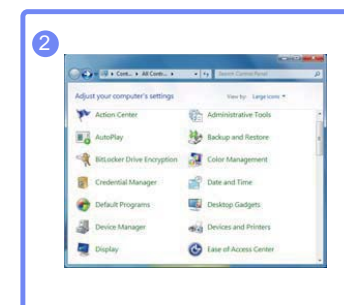 2
Cont... All Cont...
Search Control Panel
Adjust your computer's settings
View by: Large icons
Action Center
Administrative Tools
AutoPlay
Backup and Restore
BitLocker Drive Encryption
Color Management
Credential Manager
Date and Time
Default Programs
Desktop Gadgets
Device Manager
Devices and Printers
Display
Ease of Access Center